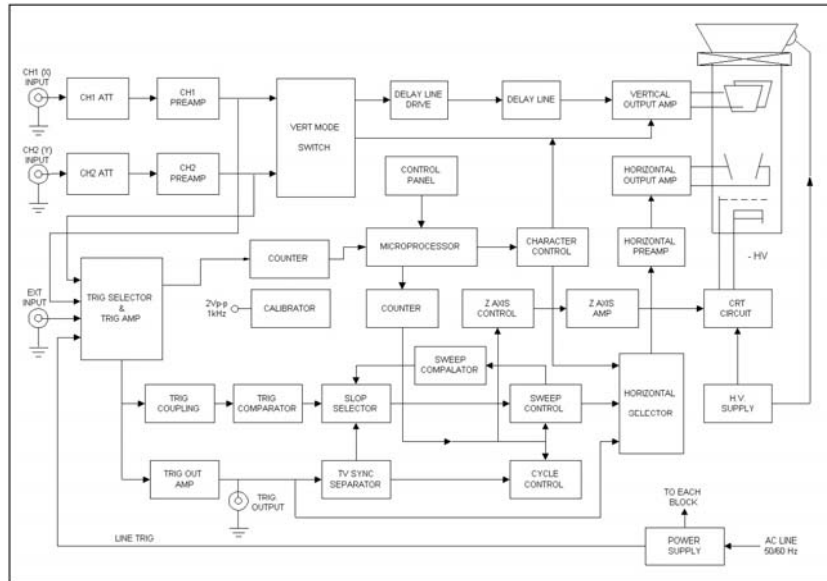 CH1 (X)
INPUT
CH1 ATT
CH1
PREAMP
VERT MODE
SWITCH
DELAY LINE
DRIVE
DELAY LINE
VERTICAL
OUTPUT AMP
CH2 (Y)
INPUT
CH2 ATT
CH2
PREAMP
CONTROL
PANEL
HORIZONTAL
OUTPUT AMP
COUNTER
MICROPROCESSOR
CHARACTER
CONTROL
HORIZONTAL
PREAMP
- HV
EXT
INPUT
TRIG SELECTOR
&
TRIG AMP
2Vp-p
1kHz
CALIBRATOR
COUNTER
Z AXIS
CONTROL
Z AXIS
AMP
CRT
CIRCUIT
SWEEP
COMPALATOR
TRIG
COUPLING
TRIG
COMPARATOR
SLOP
SELECTOR
SWEEP
CONTROL
HORIZONTAL
SELECTOR
H.V.
SUPPLY
TRIG OUT
AMP
TRIG.
OUTPUT
TV SYNC
SEPARATOR
CYCLE
CONTROL
TO EACH
BLOCK
LINE TRIG
POWER
SUPPLY
AC LINE
50/60 Hz